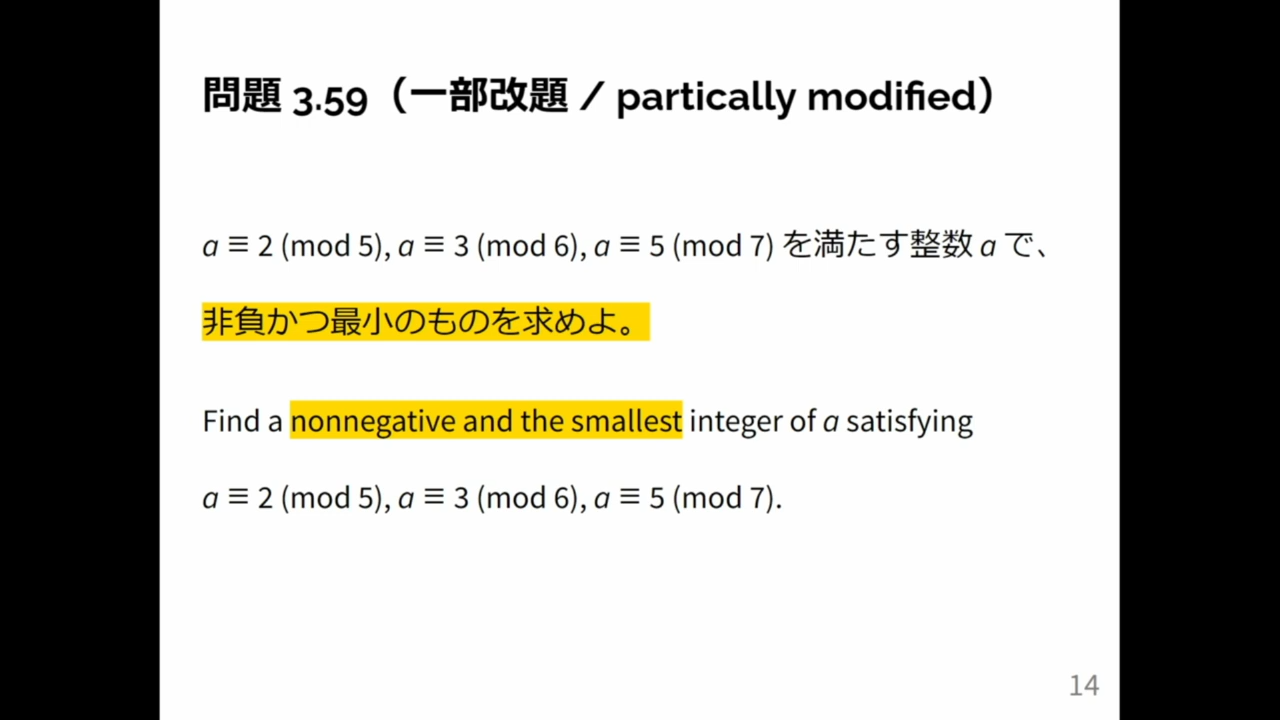 問題 3.59（一部改題 / partically modified）
a ≡ 2 (mod 5), a ≡ 3 (mod 6), a ≡ 5 (mod 7) を満たす整数 a で、
非負かつ最小のものを求めよ。
Find a nonnegative and the smallest integer of a satisfying
a ≡ 2 (mod 5), a ≡ 3 (mod 6), a ≡ 5 (mod 7).
14